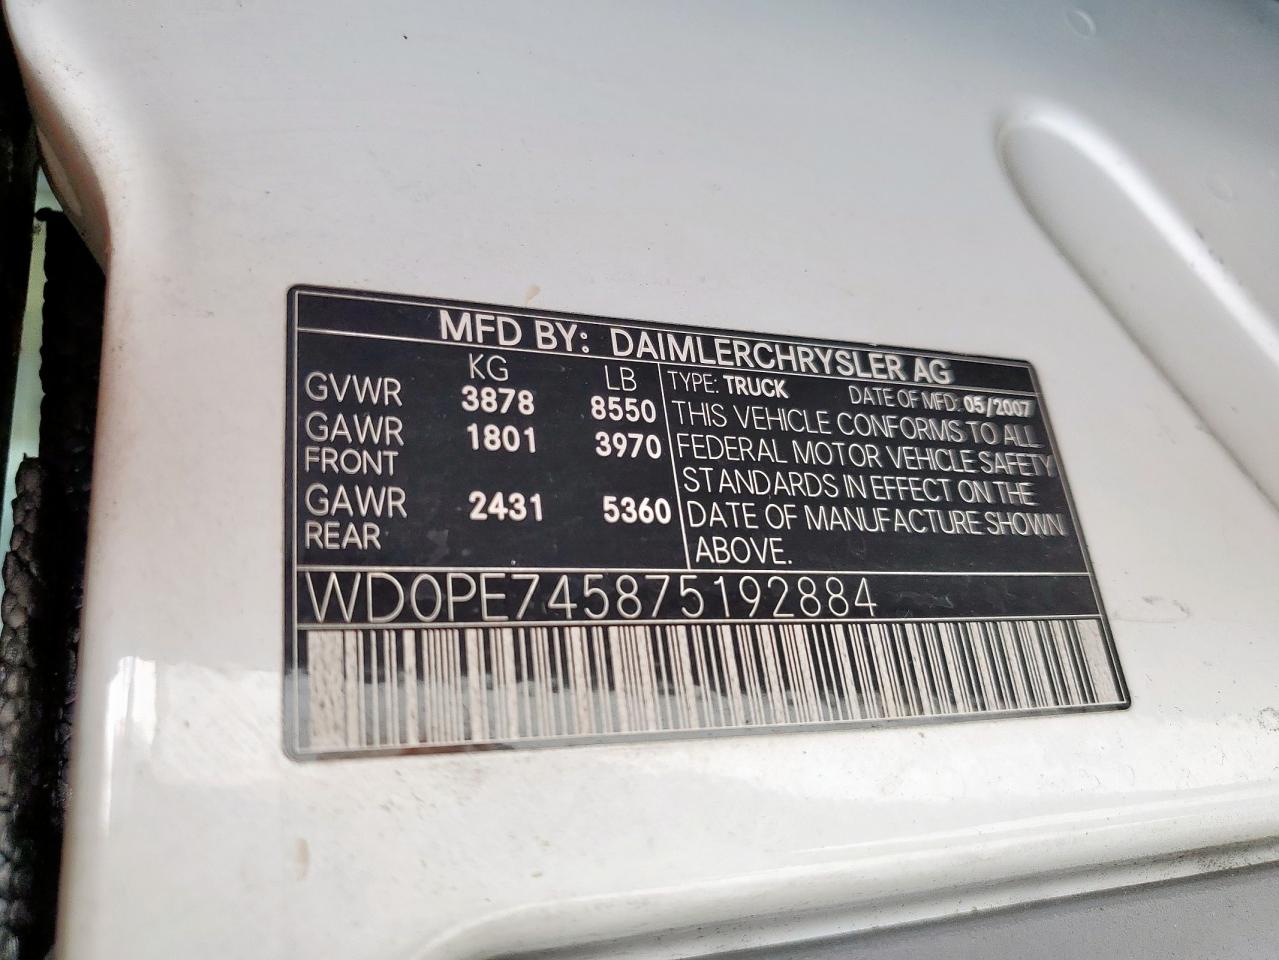 MFD BY: DAIMLERCHRYSLER AG
KG LB
GVWR 3878 8550
GAWR FRONT 1801 3970
GAWR REAR 2431 5360
TYPE: TRUCK DATE OF MFD: 05/2007
THIS VEHICLE CONFORMS TO ALL
FEDERAL MOTOR VEHICLE SAFETY
STANDARDS IN EFFECT ON THE
DATE OF MANUFACTURE SHOWN
ABOVE.
WD0PE745875192884